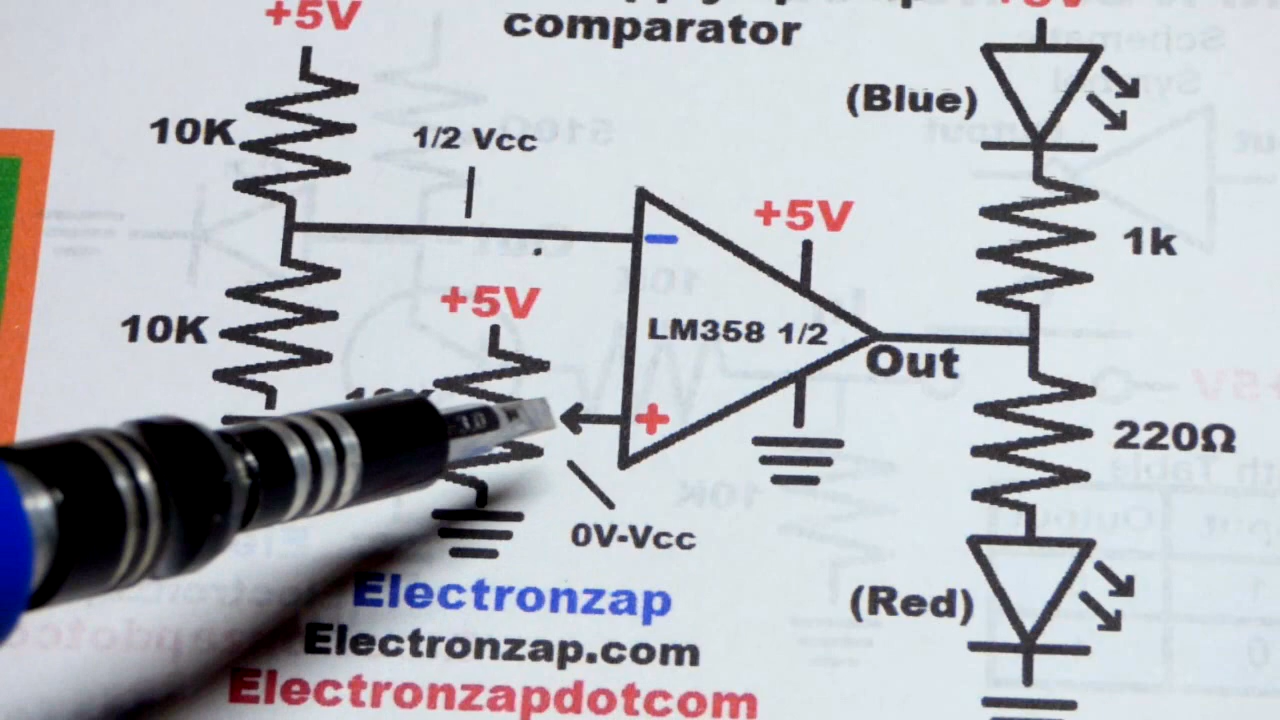 +5V
comparator
(Blue)
10K
1/2 Vcc
+5V
1k
-
+5V
10K
LM358 1/2
Out
+
220Ω
0V-Vcc
Electronzap
(Red)
Electronzap.com
Electronzapdotcom